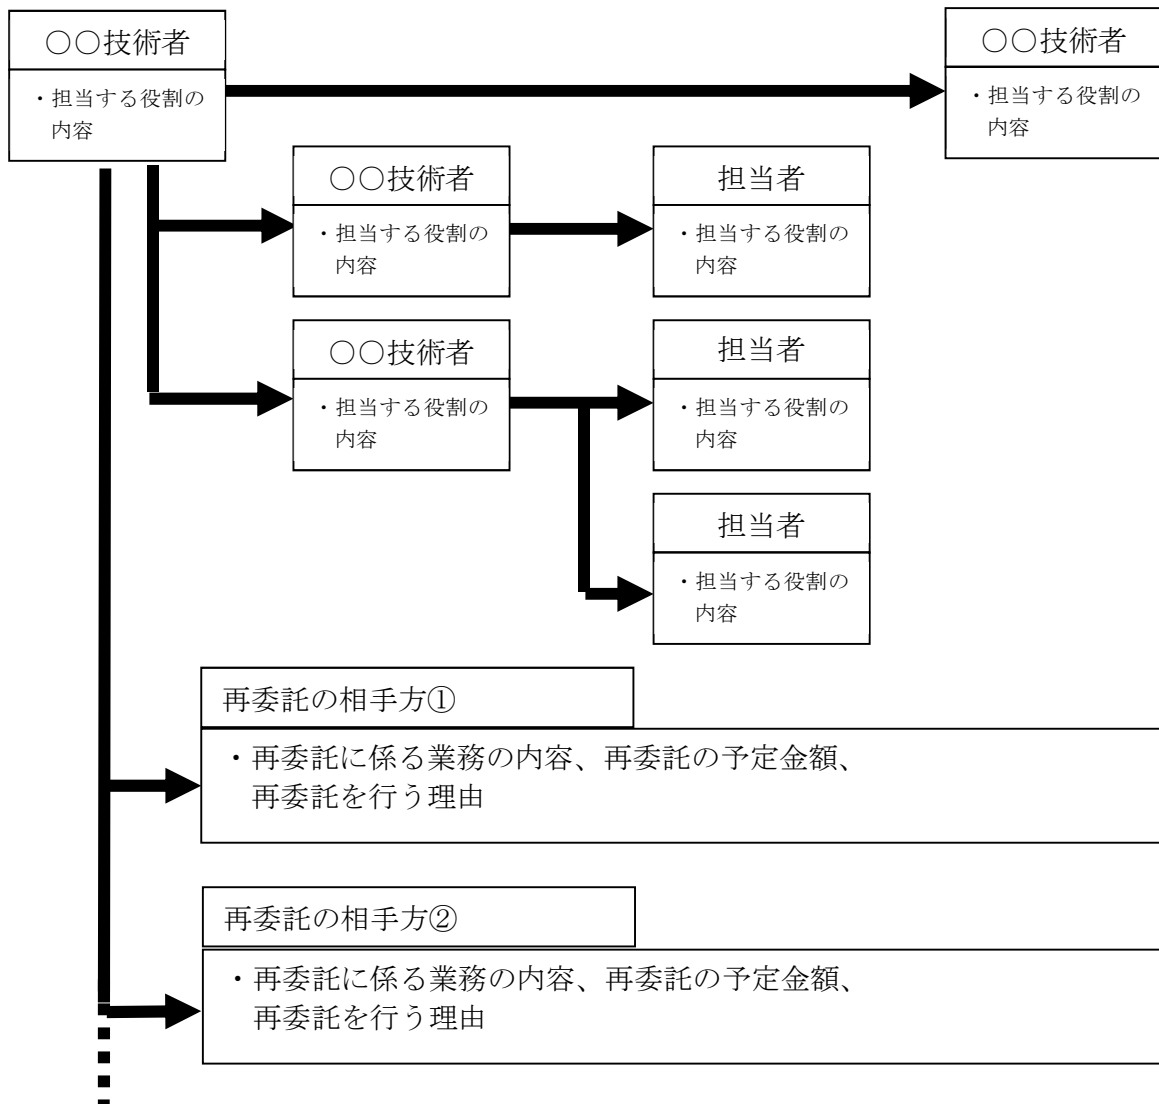 ○○技術者
・担当する役割の
内容
○○技術者
・担当する役割の
内容
○○技術者
・担当する役割の
内容
担当者
・担当する役割の
内容
○○技術者
・担当する役割の
内容
担当者
・担当する役割の
内容
担当者
・担当する役割の
内容
再委託の相手方①
・再委託に係る業務の内容、再委託の予定金額、
再委託を行う理由
再委託の相手方②
・再委託に係る業務の内容、再委託の予定金額、
再委託を行う理由